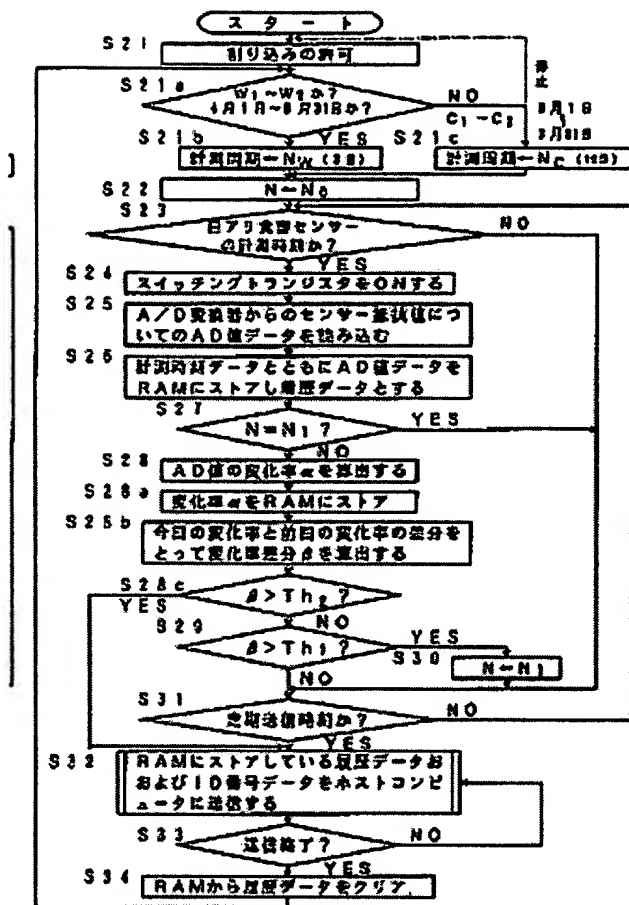 スタート
S21
割り込みの許可
停止
S21a
W₁~W₂か?
4月1日~8月31日か?
NO
C₁~C₂
3月31日
S21b
YES
S21c
計測周期←N_W(3日)
計測周期←N_C
S22
N←N₀
S23
白アリ食害センサー
の計測時刻か?
NO
YES
S24
スイッチングトランジスタをONする
S25
A/D変換器からのセンサー抵抗値につ
いてのAD値データを読み込む
S26
計測時刻データとともにAD値データを
RAMにストアし履歴データとする
S27
N=N₁?
YES
NO
S28
AD値の変化率αを算出する
S28a
変化率αをRAMにストア
S28b
今回の変化率と前回の変化率の差分を
とって変化率差分βを算出する
S28c
YES
β>Th₂?
NO
S29
β>Th₁?
YES
S30
N←N₁
NO
S31
定期送信時刻か?
NO
YES
S32
RAMにストアしている履歴データお
およびID番号データをホストコンピ
ュータに送信する
S33
送信終了?
NO
YES
S34
RAMから履歴データをクリア